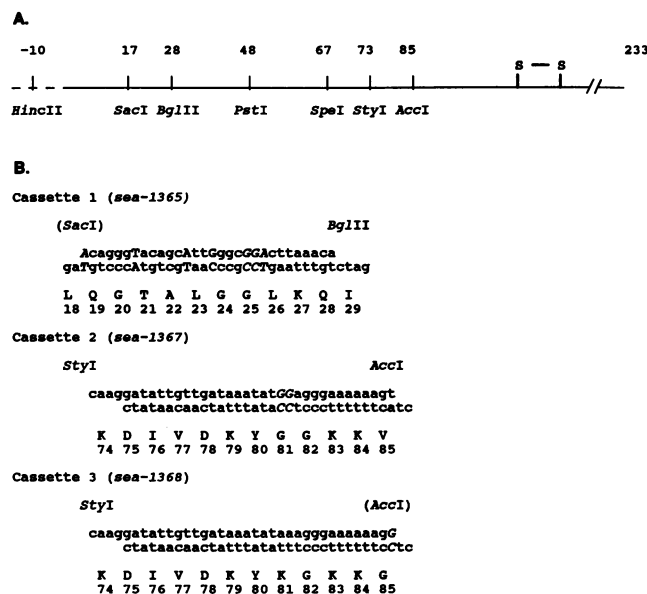 A.
-10 17 28 48 67 73 85 S — S 233
HincII SacI BglII PstI SpeI StyI AccI
B.
Cassette 1 (sea-1365)
(SacI) BglII
AcagggTacagcAttGggcGGActtaaaca
gaTgtcccAtgtcgTaaCccgCCTgaatttgtctag
L Q G T A L G G L K Q I
18 19 20 21 22 23 24 25 26 27 28 29
Cassette 2 (sea-1367)
StyI AccI
caaggatattgttgataaatatGGagggaaaaaagt
ctataacaactatttataCCtcccttttttcatc
K D I V D K Y G G K K V
74 75 76 77 78 79 80 81 82 83 84 85
Cassette 3 (sea-1368)
StyI (AccI)
caaggatattgttgataaatataaagggaaaaaagG
ctataacaactatttatatttcccttttttcCtc
K D I V D K Y K G K K G
74 75 76 77 78 79 80 81 82 83 84 85